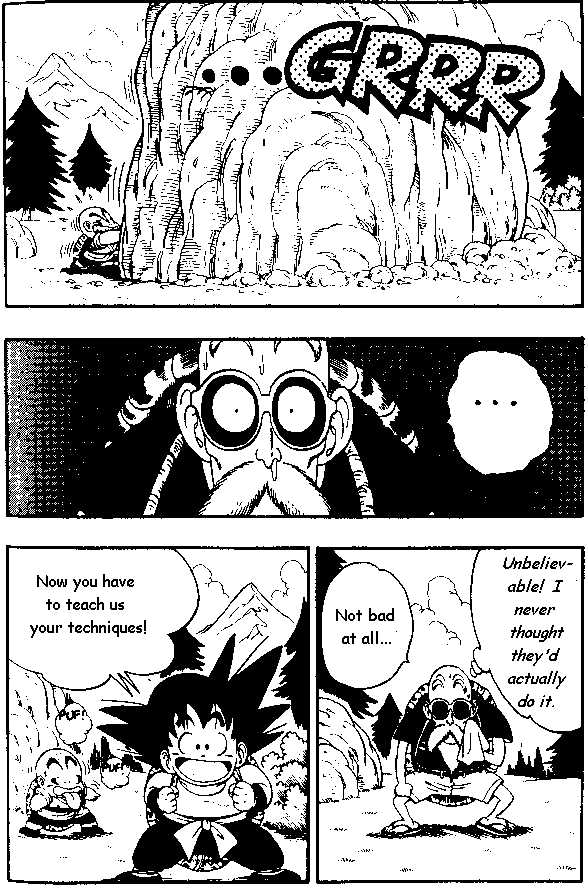 ...GRRR
...
Now you have
to teach us
your techniques!
PUF!
PUF!
Not bad
at all...
Unbeliev-
able! I
never
thought
they'd
actually
do it.